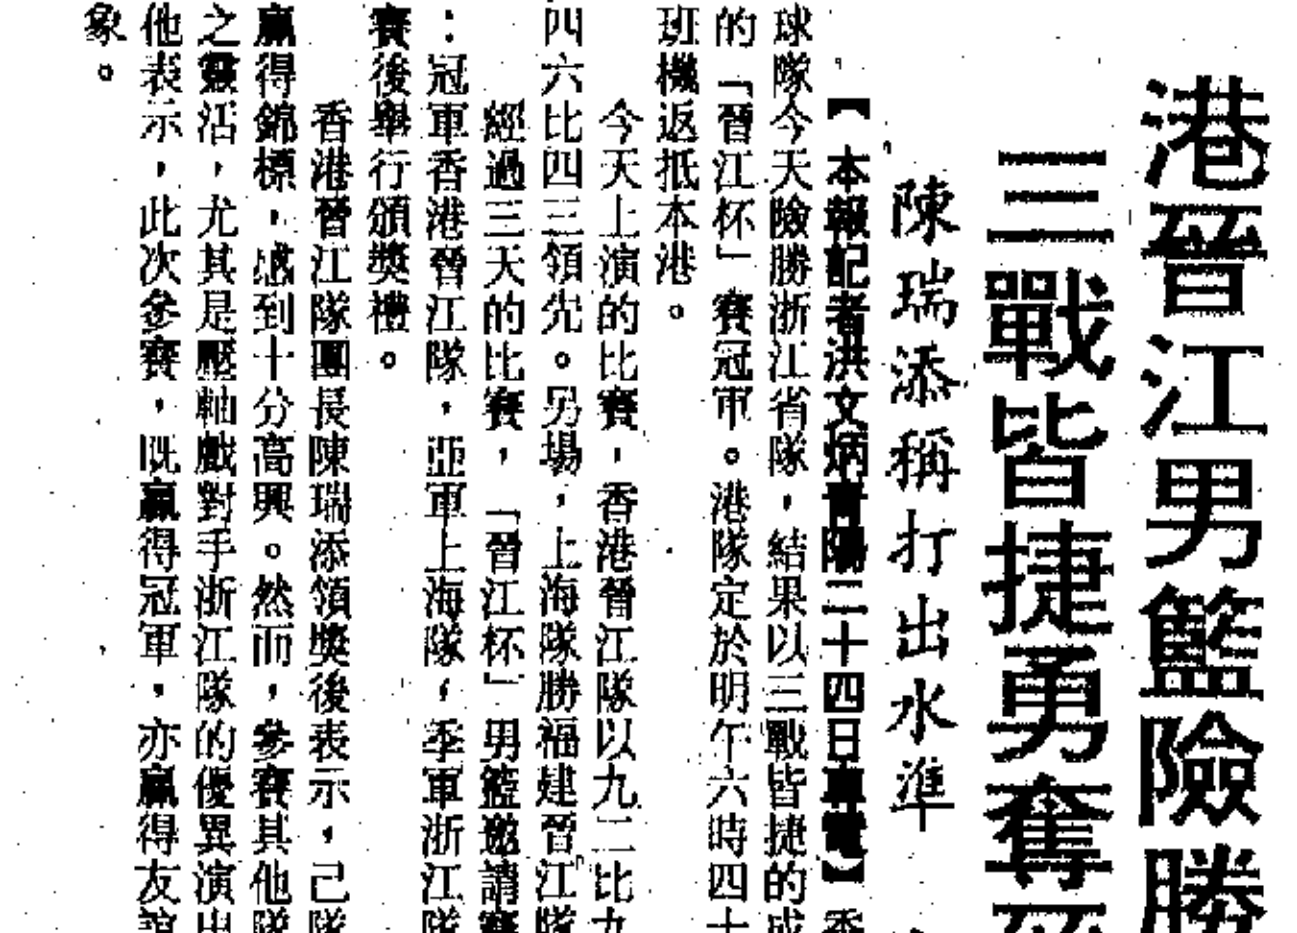 港晉江男籃險勝
三戰皆捷勇奪
陳瑞添稱打出水準
【本報記者洪文炳青陽二十四日專電】香
球隊今天險勝浙江省隊，結果以三戰皆捷的成
的「晉江杯」賽冠軍。港隊定於明午六時四十
班機返抵本港。
今天上演的比賽，香港晉江隊以九二比九
四六比四三領先。另場，上海隊勝福建晉江隊
經過三天的比賽，「晉江杯」男籃邀請賽
：冠軍香港晉江隊，亞軍上海隊，季軍浙江隊
賽後舉行頒獎禮。
香港晉江隊團長陳瑞添領獎後表示，己隊
贏得錦標，感到十分高興。然而，參賽其他隊
之靈活，尤其是壓軸戲對手浙江隊的優異演出
他表示，此次參賽，既贏得冠軍，亦贏得友誼
象。